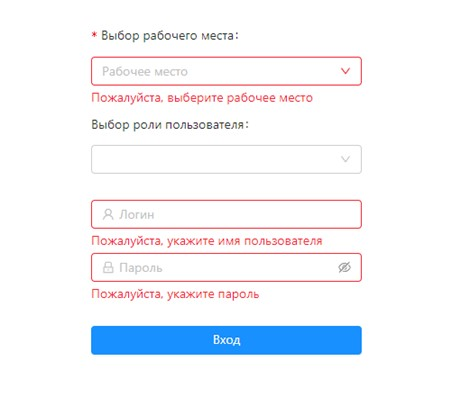 * Выбор рабочего места:
Рабочее место
Пожалуйста, выберите рабочее место
Выбор роли пользователя:
Логин
Пожалуйста, укажите имя пользователя
Пароль
Пожалуйста, укажите пароль
Вход